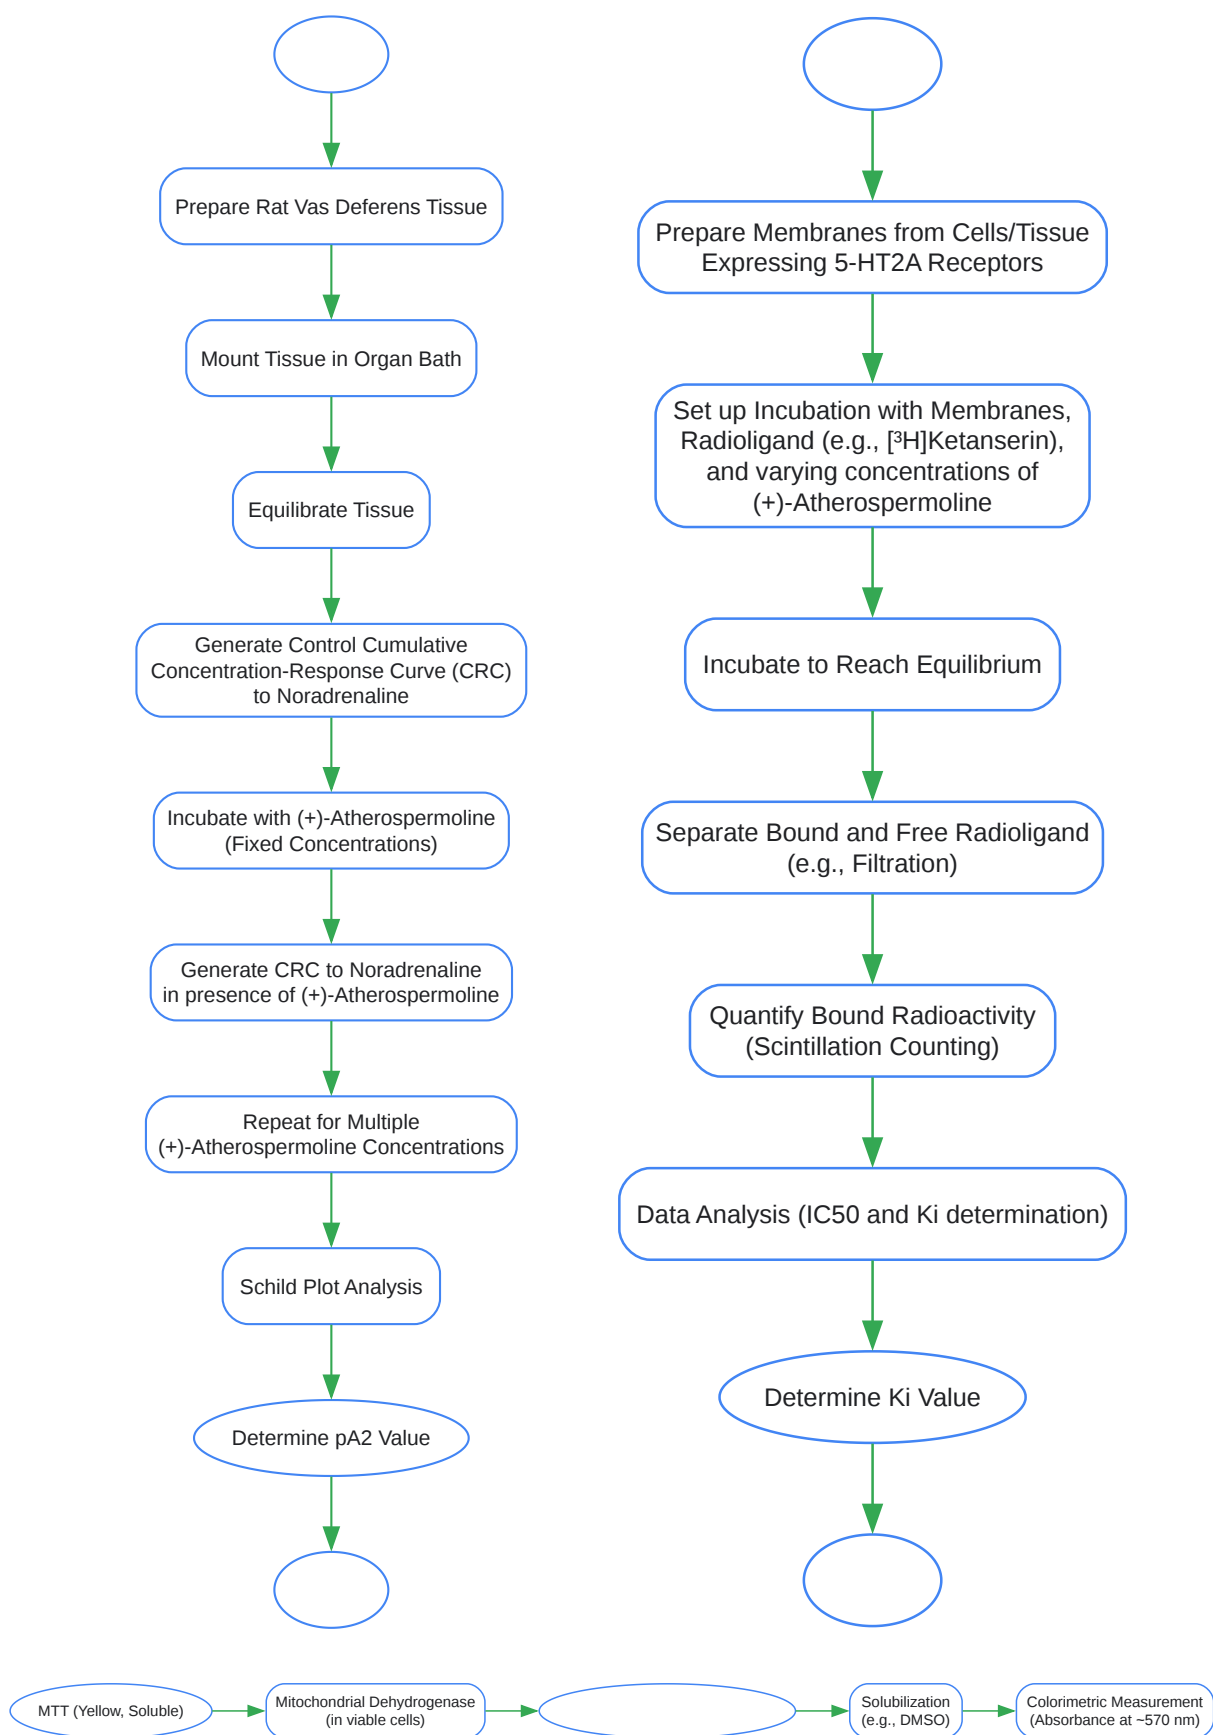 Prepare Rat Vas Deferens Tissue
Mount Tissue in Organ Bath
Equilibrate Tissue
Generate Control Cumulative
Concentration-Response Curve (CRC)
to Noradrenaline
Incubate with (+)-Atherospermoline
(Fixed Concentrations)
Generate CRC to Noradrenaline
in presence of (+)-Atherospermoline
Repeat for Multiple
(+)-Atherospermoline Concentrations
Schild Plot Analysis
Determine pA2 Value
Prepare Membranes from Cells/Tissue
Expressing 5-HT2A Receptors
Set up Incubation with Membranes,
Radioligand (e.g., [³H]Ketanserin),
and varying concentrations of
(+)-Atherospermoline
Incubate to Reach Equilibrium
Separate Bound and Free Radioligand
(e.g., Filtration)
Quantify Bound Radioactivity
(Scintillation Counting)
Data Analysis (IC50 and Ki determination)
Determine Ki Value
MTT (Yellow, Soluble)
Mitochondrial Dehydrogenase
(in viable cells)
Solubilization
(e.g., DMSO)
Colorimetric Measurement
(Absorbance at ~570 nm)